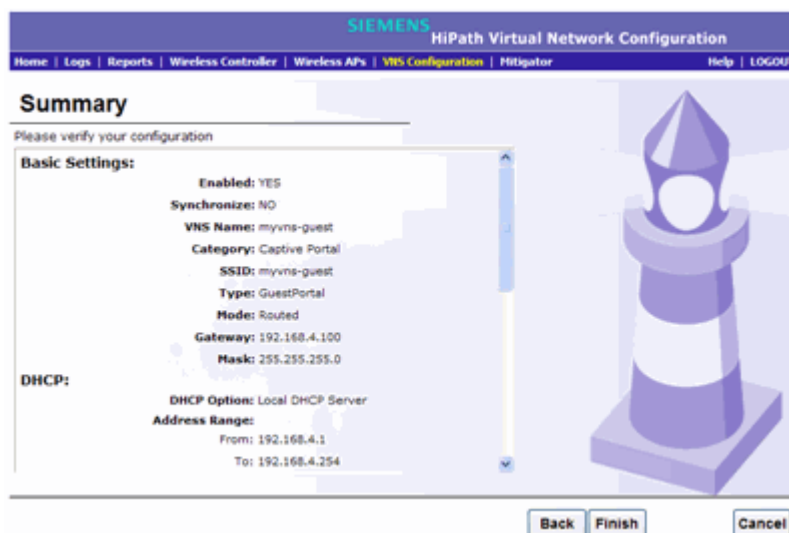 SIEMENS
HiPath Virtual Network Configuration
Home | Logs | Reports | Wireless Controller | Wireless APs | VNS Configuration | Mitigator Help | LOGOUT
Summary
Please verify your configuration
Basic Settings:
Enabled: YES
Synchronize: NO
VNS Name: myvns-guest
Category: Captive Portal
SSID: myvns-guest
Type: GuestPortal
Mode: Routed
Gateway: 192.168.4.100
Mask: 255.255.255.0
DHCP:
DHCP Option: Local DHCP Server
Address Range:
From: 192.168.4.1
To: 192.168.4.254
Back Finish Cancel